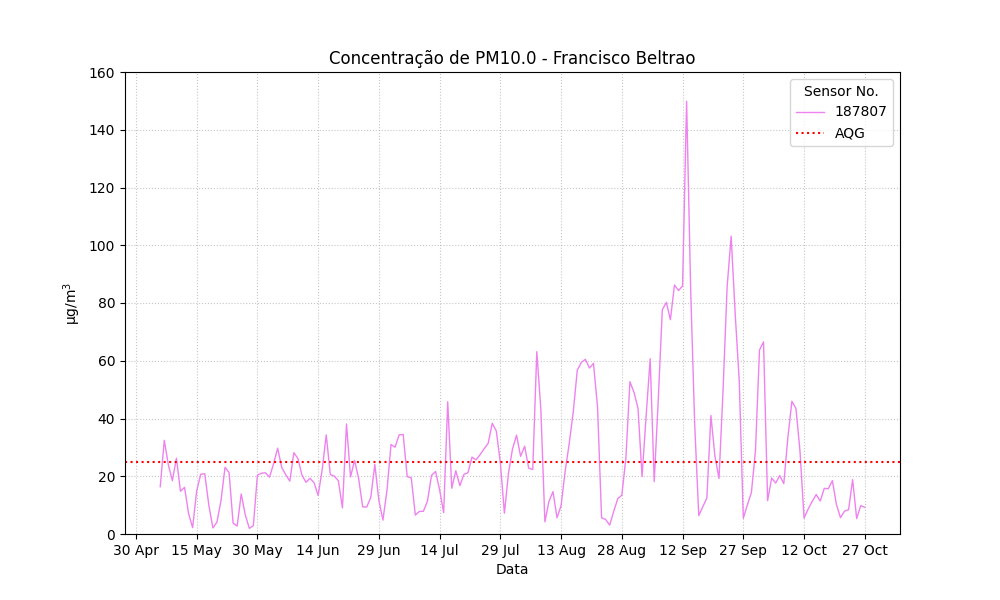 Concentração de PM10.0 - Francisco Beltrao
160
140
120
100
80
60
40
20
0
µg/m³
Sensor No.
187807
AQG
30 Apr 15 May 30 May 14 Jun 29 Jun 14 Jul 29 Jul 13 Aug 28 Aug 12 Sep 27 Sep 12 Oct 27 Oct
Data